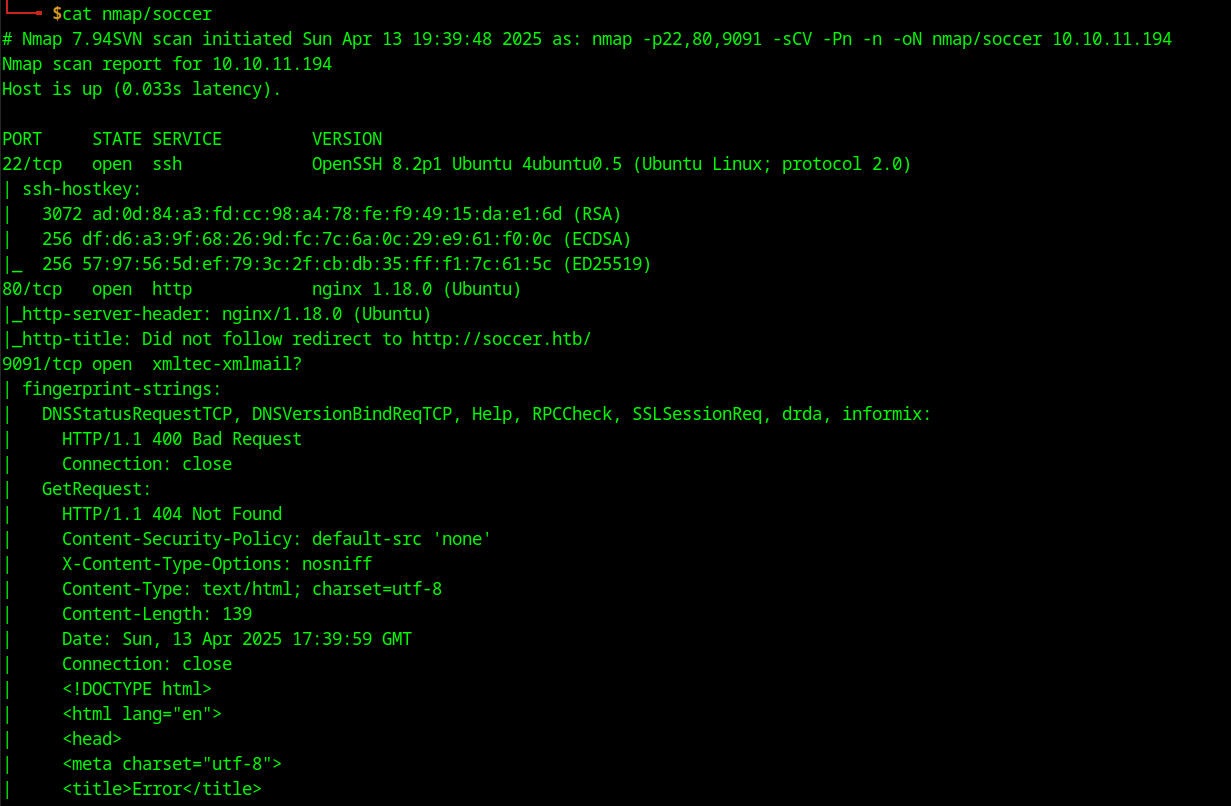 $cat nmap/soccer
# Nmap 7.94SVN scan initiated Sun Apr 13 19:39:48 2025 as: nmap -p22,80,9091 -sCV -Pn -n -oN nmap/soccer 10.10.11.194
Nmap scan report for 10.10.11.194
Host is up (0.033s latency).

PORT     STATE SERVICE         VERSION
22/tcp   open  ssh             OpenSSH 8.2p1 Ubuntu 4ubuntu0.5 (Ubuntu Linux; protocol 2.0)
| ssh-hostkey:
|   3072 ad:0d:84:a3:fd:cc:98:a4:78:fe:f9:49:15:da:e1:6d (RSA)
|   256 df:d6:a3:9f:68:26:9d:fc:7c:6a:0c:29:e9:61:f0:0c (ECDSA)
|_  256 57:97:56:5d:ef:79:3c:2f:cb:db:35:ff:f1:7c:61:5c (ED25519)
80/tcp   open  http            nginx 1.18.0 (Ubuntu)
|_http-server-header: nginx/1.18.0 (Ubuntu)
|_http-title: Did not follow redirect to http://soccer.htb/
9091/tcp open  xmltec-xmlmail?
| fingerprint-strings:
|   DNSStatusRequestTCP, DNSVersionBindReqTCP, Help, RPCCheck, SSLSessionReq, drda, informix:
|     HTTP/1.1 400 Bad Request
|     Connection: close
|   GetRequest:
|     HTTP/1.1 404 Not Found
|     Content-Security-Policy: default-src 'none'
|     X-Content-Type-Options: nosniff
|     Content-Type: text/html; charset=utf-8
|     Content-Length: 139
|     Date: Sun, 13 Apr 2025 17:39:59 GMT
|     Connection: close
|     <!DOCTYPE html>
|     <html lang="en">
|     <head>
|     <meta charset="utf-8">
|     <title>Error</title>